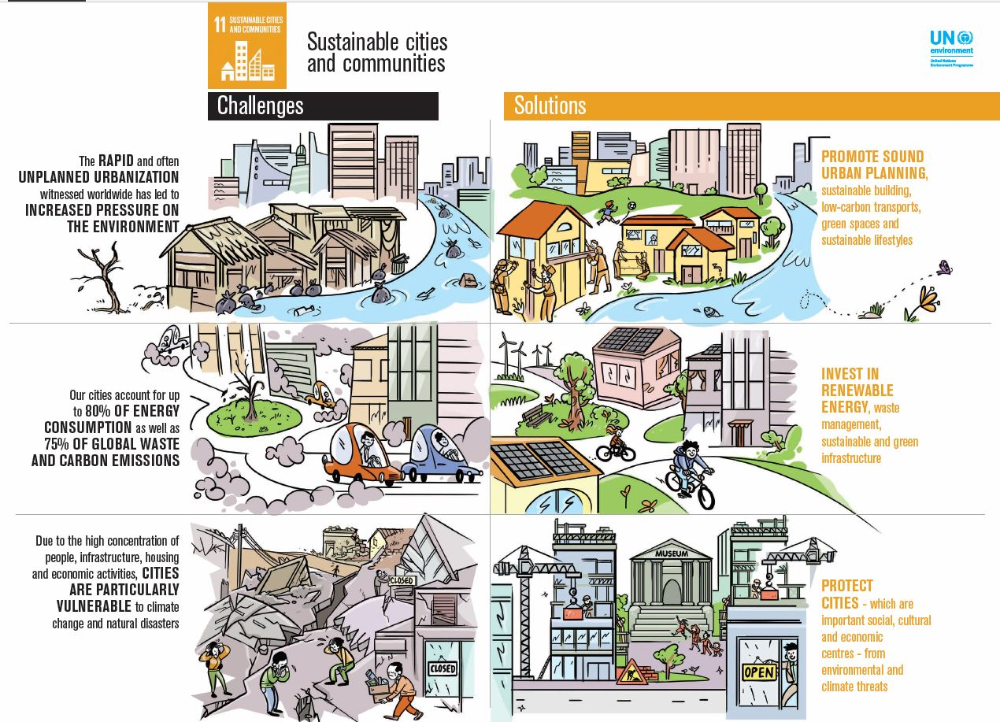 11 SUSTAINABLE CITIES
AND COMMUNITIES
Sustainable cities
and communities
UN
environment
United Nations
Environment Programme
Challenges
Solutions
The RAPID and often
UNPLANNED URBANIZATION
witnessed worldwide has led to
INCREASED PRESSURE ON
THE ENVIRONMENT
PROMOTE SOUND
URBAN PLANNING,
sustainable building,
low-carbon transports,
green spaces and
sustainable lifestyles
Our cities account for up
to 80% OF ENERGY
CONSUMPTION as well as
75% OF GLOBAL WASTE
AND CARBON EMISSIONS
INVEST IN
RENEWABLE
ENERGY, waste
management,
sustainable and green
infrastructure
Due to the high concentration of
people, infrastructure, housing
and economic activities, CITIES
ARE PARTICULARLY
VULNERABLE to climate
change and natural disasters
CLOSED
CLOSED
MUSEUM
OPEN
PROTECT
CITIES - which are
important social, cultural
and economic
centres - from
environmental and
climate threats